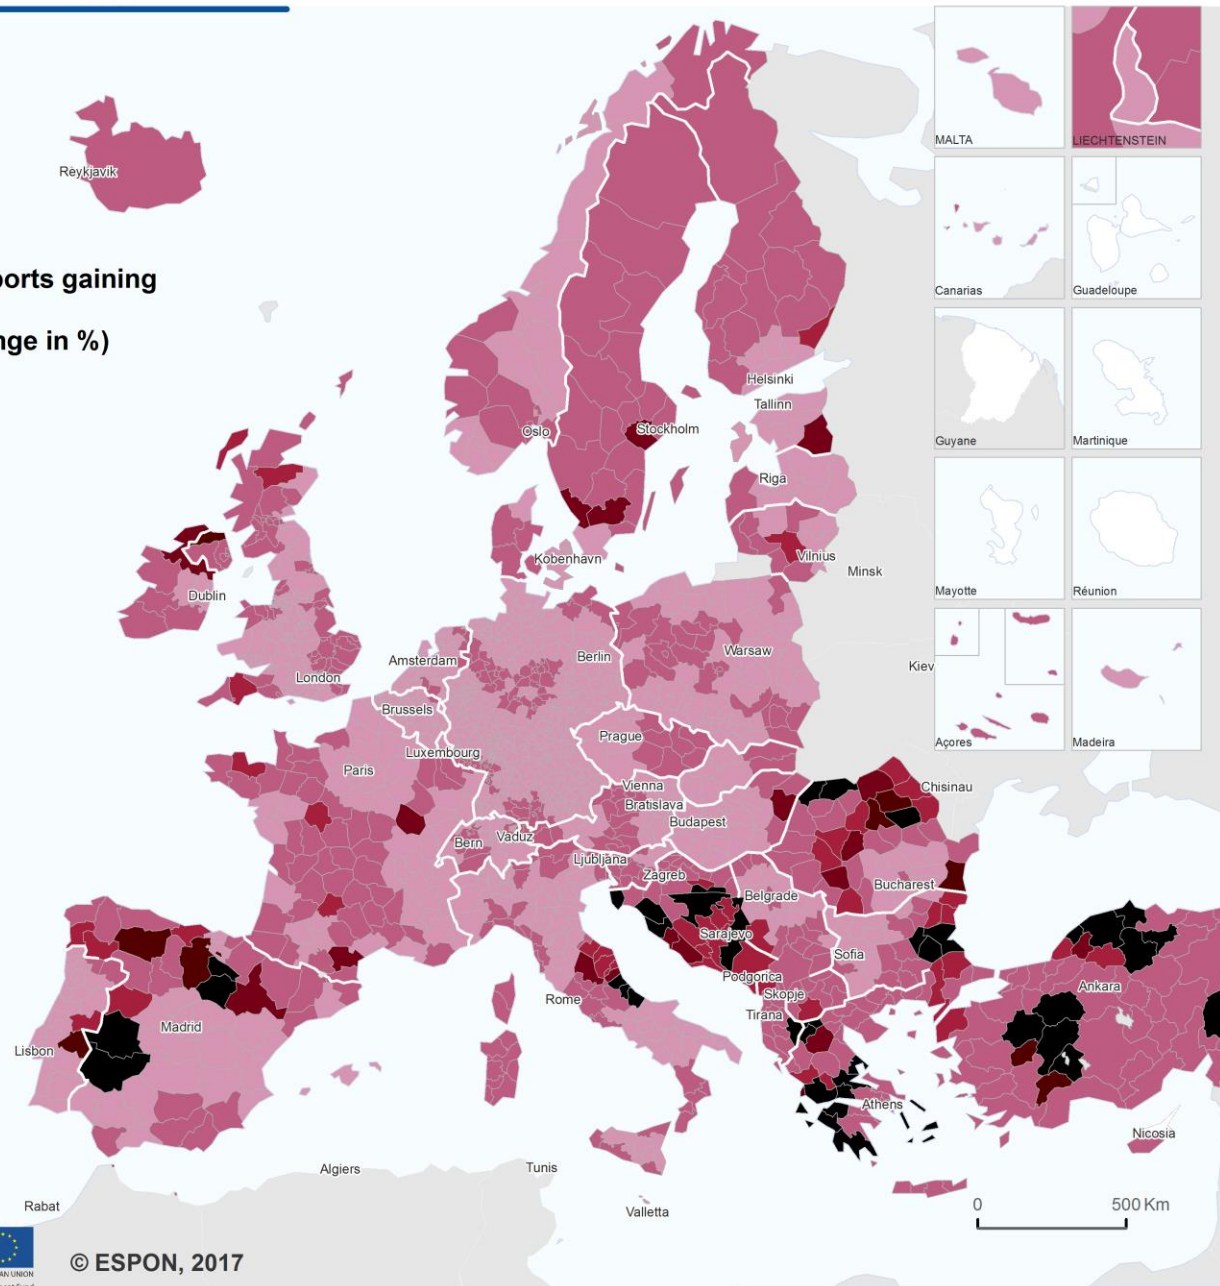 MALTA
LIECHTENSTEIN
Reykjavik
Canarias
Guadeloupe
ports gaining
nge in %)
Helsinki
Tallinn
Oslo
Stockholm
Guyane
Martinique
Riga
Kobenhavn
Vilnius
Minsk
Dublin
Mayotte
Réunion
Amsterdam
Berlin
Warsaw
Kiev
London
Brussels
Prague
Luxembourg
Açores
Madeira
Paris
Vienna
Chisinau
Bratislava
Budapest
Bern
Vaduz
Ljubljana
Zagreb
Bucharest
Belgrade
Sarajevo
Sofia
Podgorica
Ankara
Skopje
Rome
Tirana
Madrid
Lisbon
Athens
Nicosia
Algiers
Tunis
Rabat
Valletta
0 500 Km
© ESPON, 2017
AN UNION